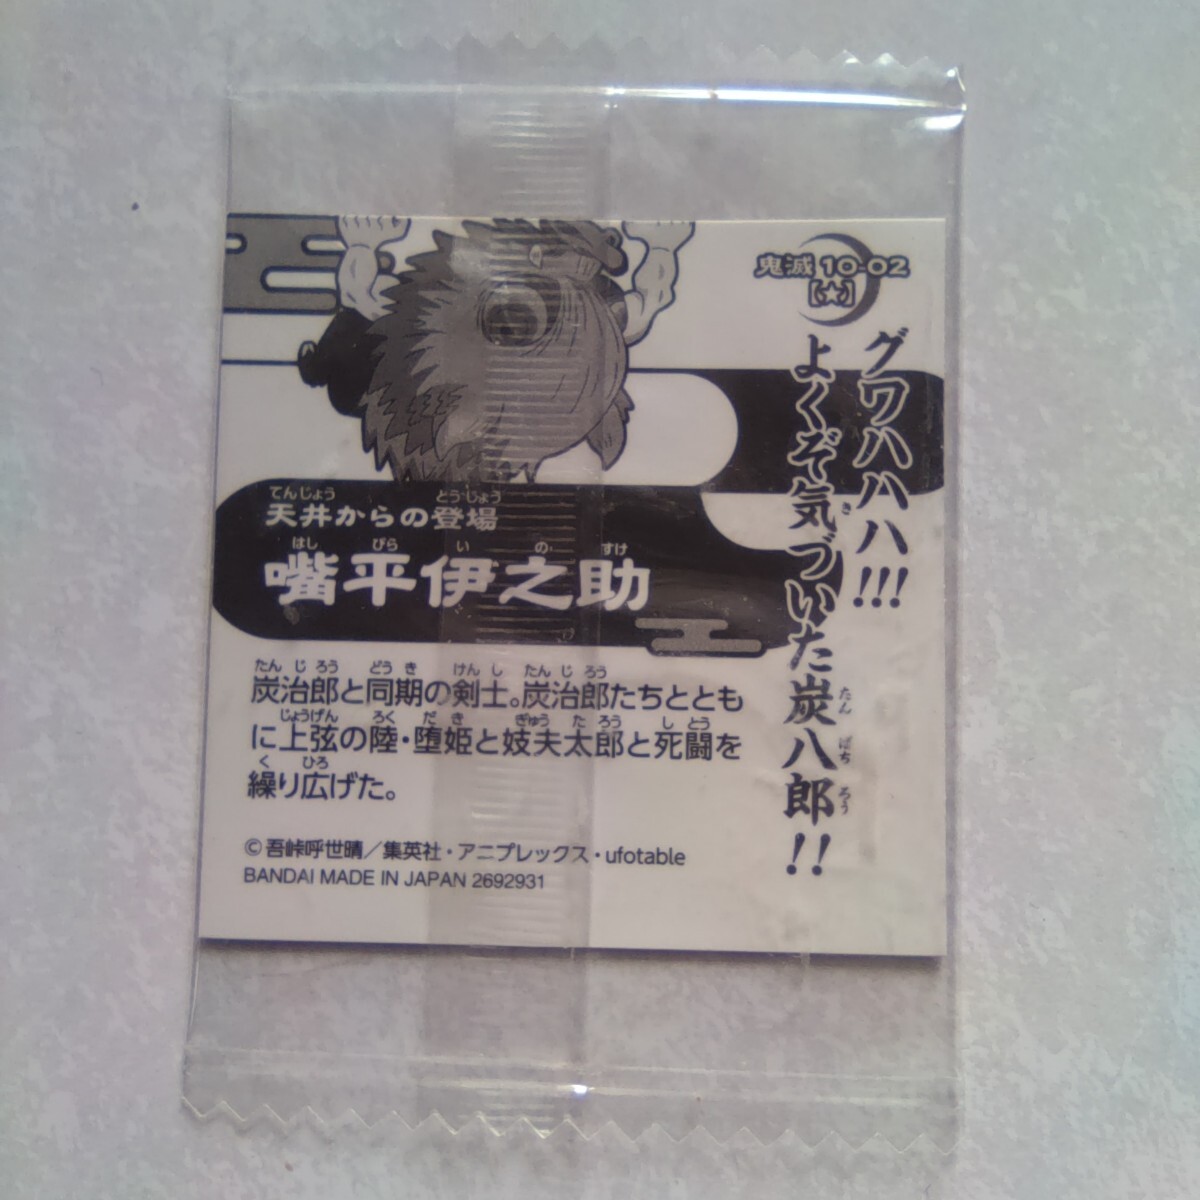 鬼滅 10-02
【★】
グワハハハ!!!
よくぞ気づいた炭八郎!!
天井からの登場
嘴平伊之助
炭治郎と同期の剣士。炭治郎たちととも
に上弦の陸・堕姫と妓夫太郎と死闘を
繰り広げた。
©吾峠呼世晴／集英社・アニプレックス・ufotable
BANDAI MADE IN JAPAN 2692931